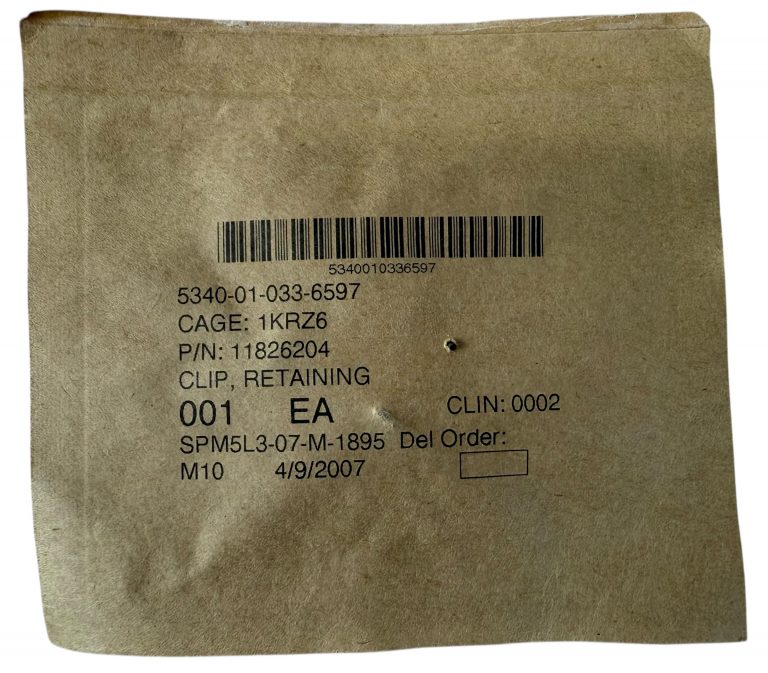 5340010336597
5340-01-033-6597
CAGE: 1KRZ6
P/N: 11826204
CLIP, RETAINING
001 EA CLIN: 0002
SPM5L3-07-M-1895 Del Order:
M10 4/9/2007